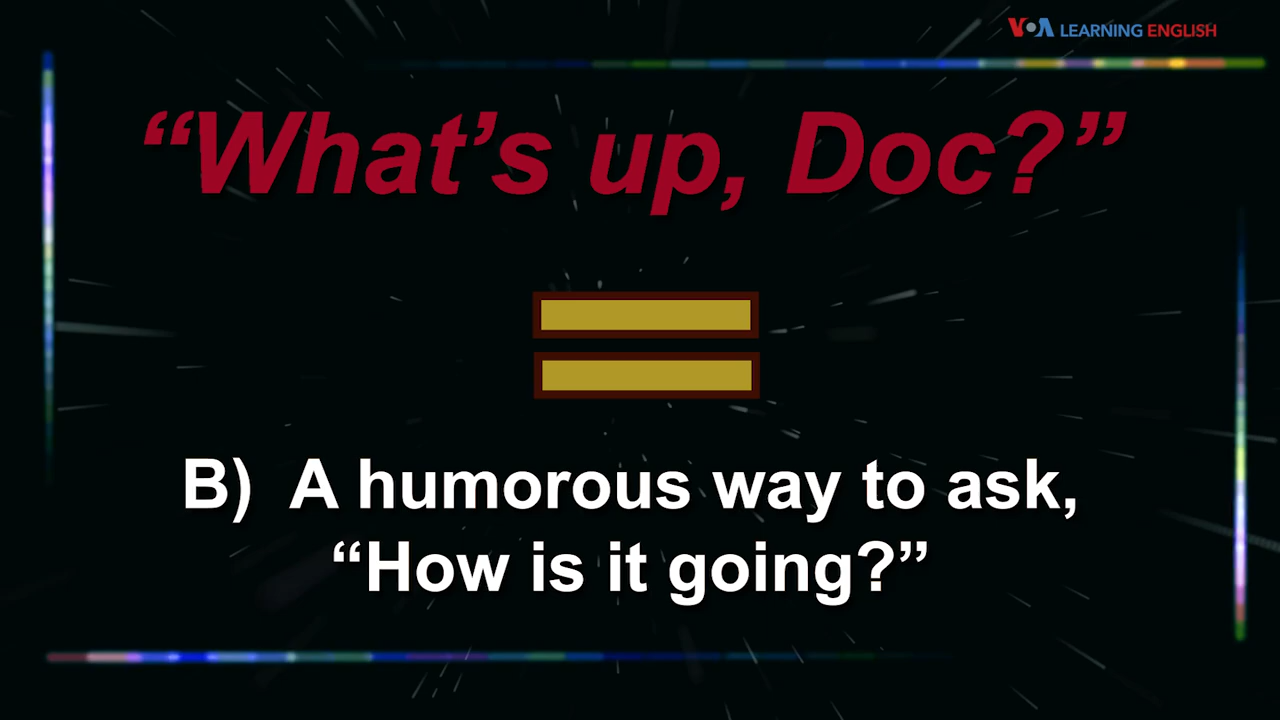 VOA LEARNING ENGLISH
“What’s up, Doc?”
B) A humorous way to ask,
“How is it going?”